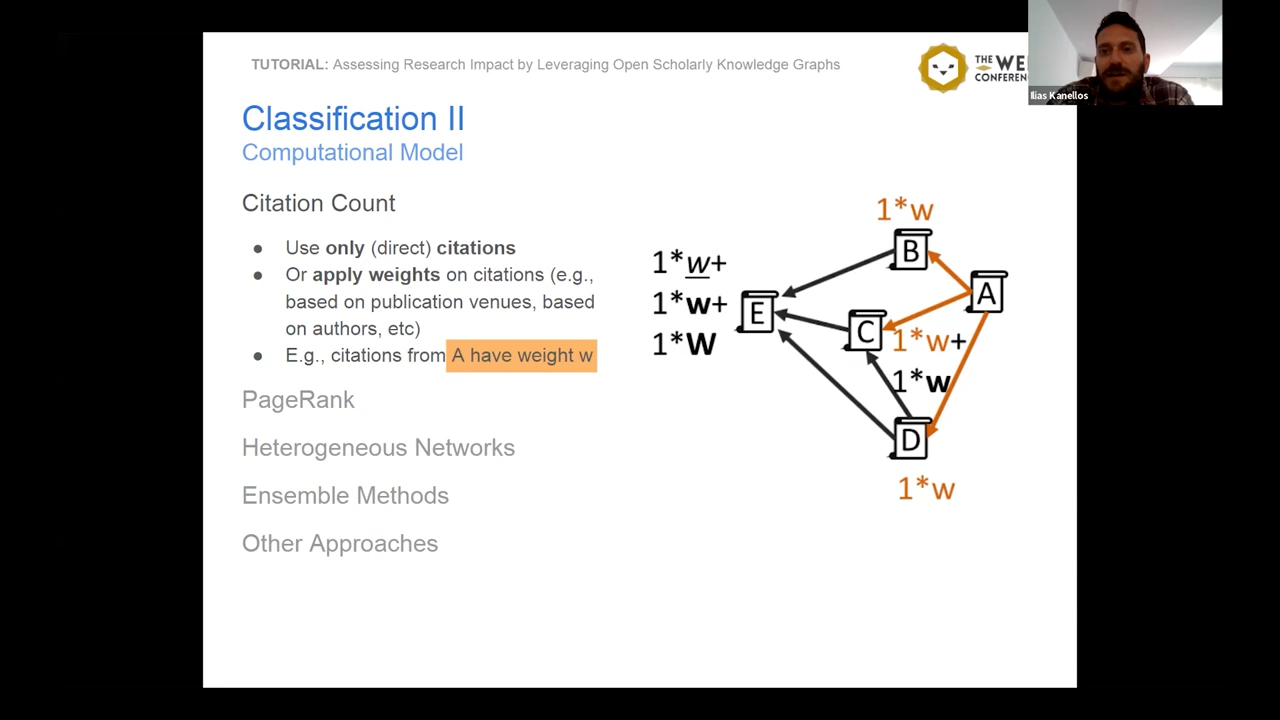 TUTORIAL: Assessing Research Impact by Leveraging Open Scholarly Knowledge Graphs
THE WE
CONFEREN
Ilias Kanellos
Classification II
Computational Model
Citation Count
● Use only (direct) citations
● Or apply weights on citations (e.g.,
based on publication venues, based
on authors, etc)
● E.g., citations from A have weight w
PageRank
Heterogeneous Networks
Ensemble Methods
Other Approaches
1*w
B
1*w+
A
1*w+
E
C
1*w+
1*W
1*w
D
1*w